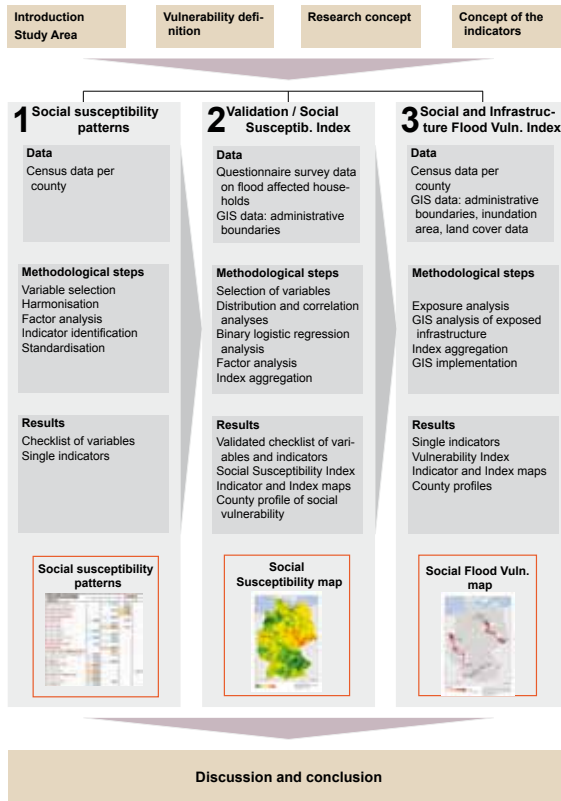 Introduction
Study Area
Vulnerability defi-
nition
Research concept
Concept of the
indicators
1 Social susceptibility
patterns
Data
Census data per
county
Methodological steps
Variable selection
Harmonisation
Factor analysis
Indicator identification
Standardisation
Results
Checklist of variables
Single indicators
Social susceptibility
patterns
2 Validation / Social
Susceptib. Index
Data
Questionnaire survey data
on flood affected house-
holds
GIS data: administrative
boundaries
Methodological steps
Selection of variables
Distribution and correlation
analyses
Binary logistic regression
analysis
Factor analysis
Index aggregation
Results
Validated checklist of vari-
ables and indicators
Social Susceptibility Index
Indicator and Index maps
County profile of social
vulnerability
Social
Susceptibility map
3 Social and Infrastruc-
ture Flood Vuln. Index
Data
Census data per
county
GIS data: administrative
boundaries, inundation
area, land cover data
Methodological steps
Exposure analysis
GIS analysis of exposed
infrastructure
Index aggregation
GIS implementation
Results
Single indicators
Vulnerability Index
Indicator and Index maps
County profiles
Social Flood Vuln.
map
Discussion and conclusion